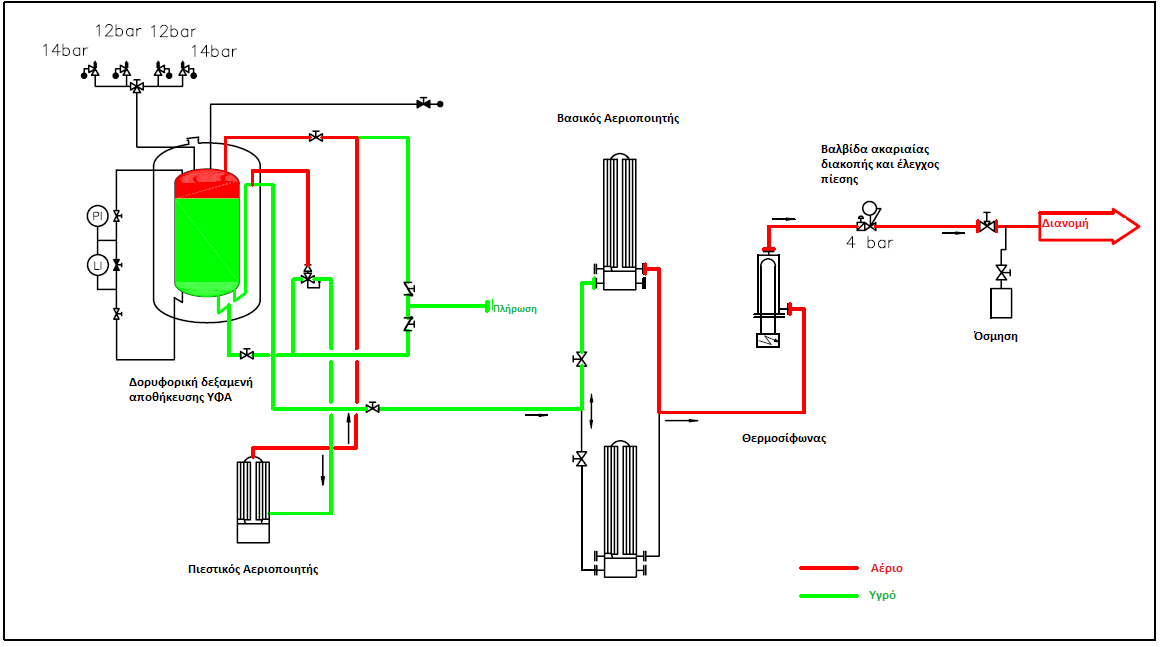 12bar 12bar
14bar 14bar
Βασικός Αεριοποιητής
Βαλβίδα ακαριαίας
διακοπής και έλεγχος
πίεσης
PI
Διανομή
4 bar
LI
Πλήρωση
Όσμηση
Δορυφορική δεξαμενή
αποθήκευσης ΥΦΑ
Θερμοσίφωνας
Πιεστικός Αεριοποιητής
Αέριο
Υγρό